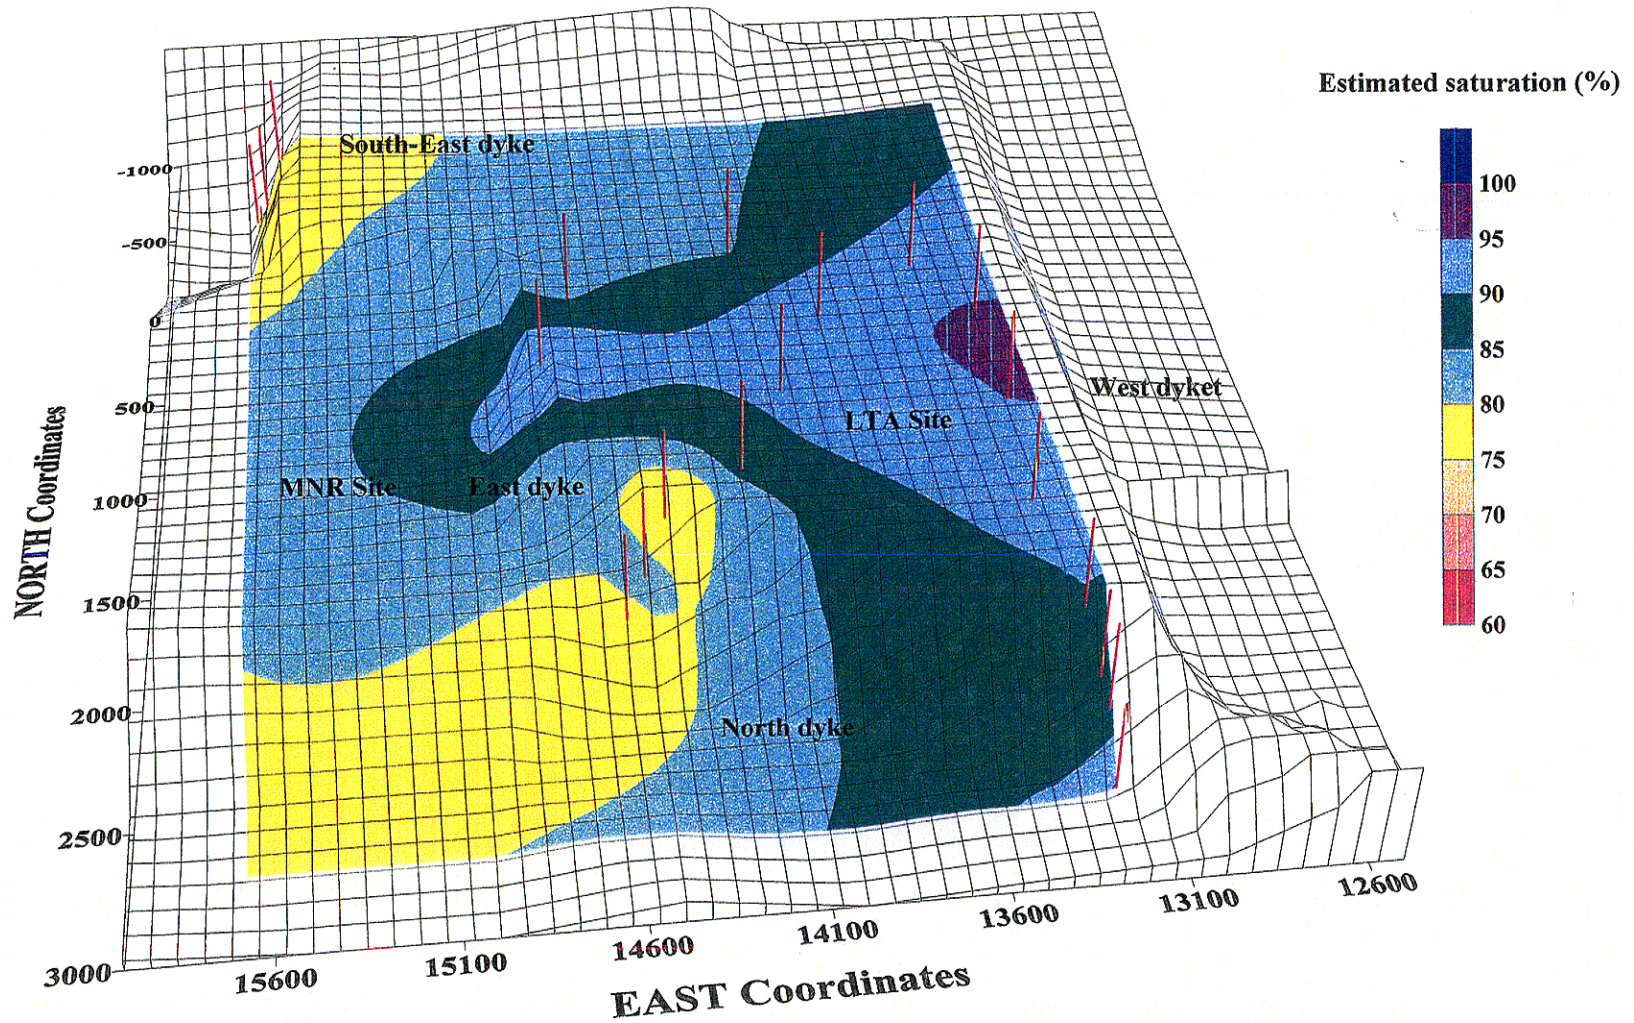 Estimated saturation (%)
South-East dyke
-1000
-500
0
500
1000
1500
2000
2500
3000
NORTH Coordinates
100
95
90
85
80
75
70
65
60
West dyket
LTA Site
MNR Site
East dyke
North dyke
15600
15100
14600
14100
13600
13100
12600
EAST Coordinates